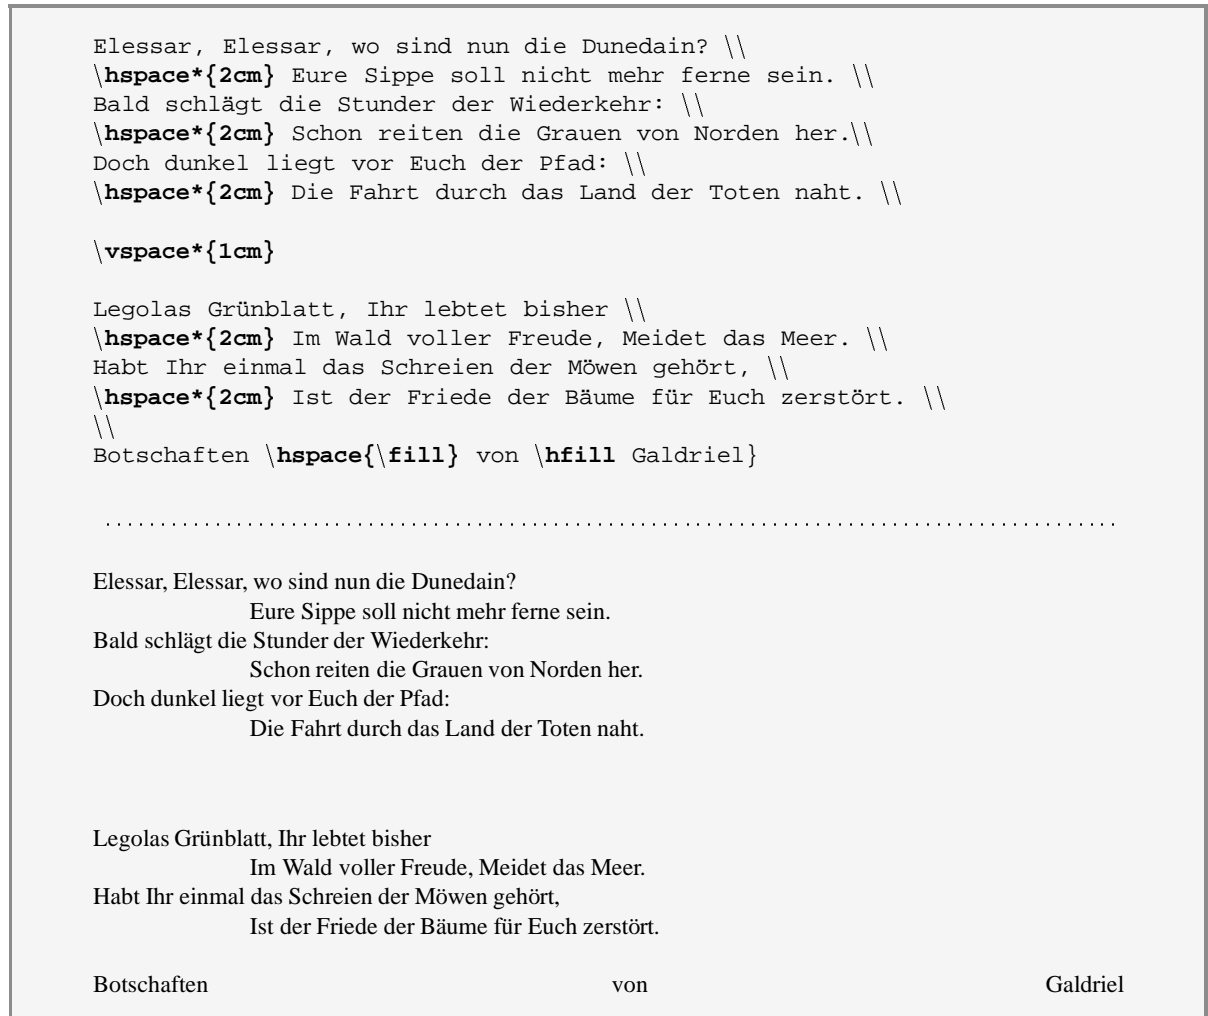 Elessar, Elessar, wo sind nun die Dunedain? \\
\hspace*{2cm} Eure Sippe soll nicht mehr ferne sein. \\
Bald schlägt die Stunder der Wiederkehr: \\
\hspace*{2cm} Schon reiten die Grauen von Norden her.\\
Doch dunkel liegt vor Euch der Pfad: \\
\hspace*{2cm} Die Fahrt durch das Land der Toten naht. \\
\vspace*{1cm}
Legolas Grünblatt, Ihr lebtet bisher \\
\hspace*{2cm} Im Wald voller Freude, Meidet das Meer. \\
Habt Ihr einmal das Schreien der Möwen gehört, \\
\hspace*{2cm} Ist der Friede der Bäume für Euch zerstört. \\
\\
Botschaften \hspace{\fill} von \hfill Galdriel}
Elessar, Elessar, wo sind nun die Dunedain?
Eure Sippe soll nicht mehr ferne sein.
Bald schlägt die Stunder der Wiederkehr:
Schon reiten die Grauen von Norden her.
Doch dunkel liegt vor Euch der Pfad:
Die Fahrt durch das Land der Toten naht.
Legolas Grünblatt, Ihr lebtet bisher
Im Wald voller Freude, Meidet das Meer.
Habt Ihr einmal das Schreien der Möwen gehört,
Ist der Friede der Bäume für Euch zerstört.
Botschaften von Galdriel